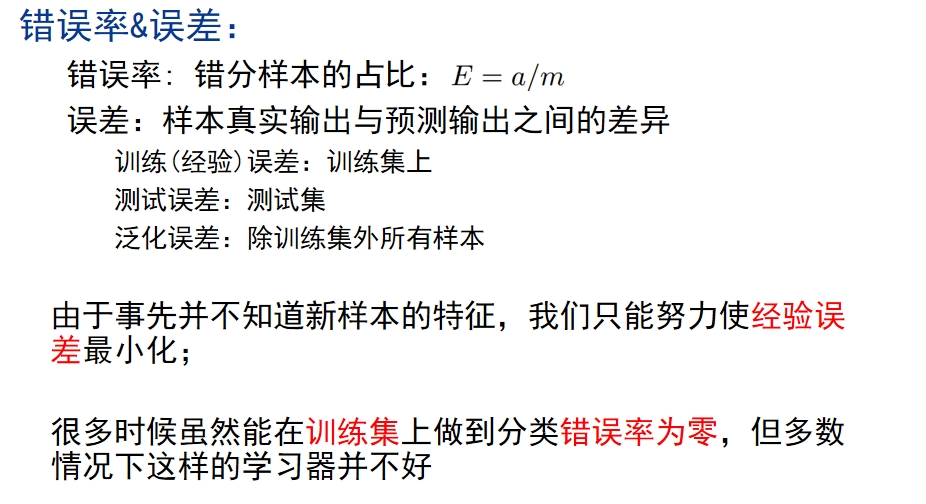 错误率&误差：
错误率: 错分样本的占比：E = a/m
误差：样本真实输出与预测输出之间的差异
训练(经验)误差：训练集上
测试误差：测试集
泛化误差：除训练集外所有样本
由于事先并不知道新样本的特征，我们只能努力使经验误
差最小化；
很多时候虽然能在训练集上做到分类错误率为零，但多数
情况下这样的学习器并不好